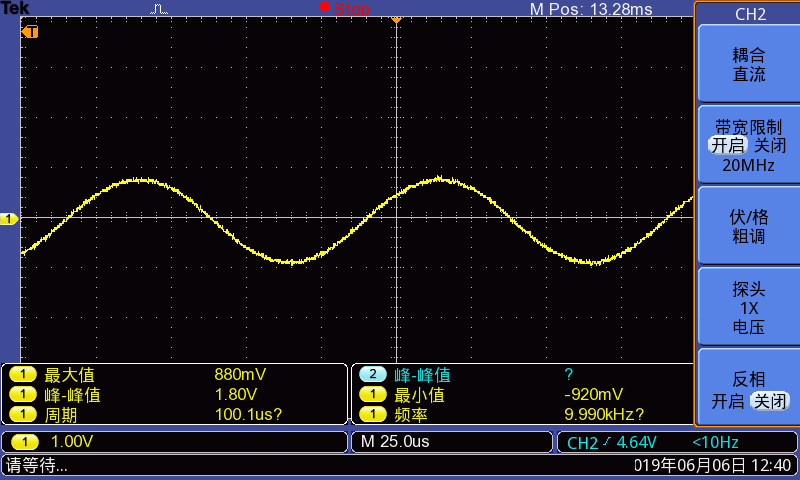 Tek Stop M Pos: 13.28ms CH2
T
耦合
直流
带宽限制
开启 关闭
20MHz
1
伏/格
粗调
探头
1X
电压
反相
开启 关闭
1 最大值 880mV 2 峰-峰值 ?
1 峰-峰值 1.80V 1 最小值 -920mV
1 周期 100.1us? 1 频率 9.990kHz?
1 1.00V M 25.0us CH2 4.64V <10Hz
请等待... 019年06月06日 12:40